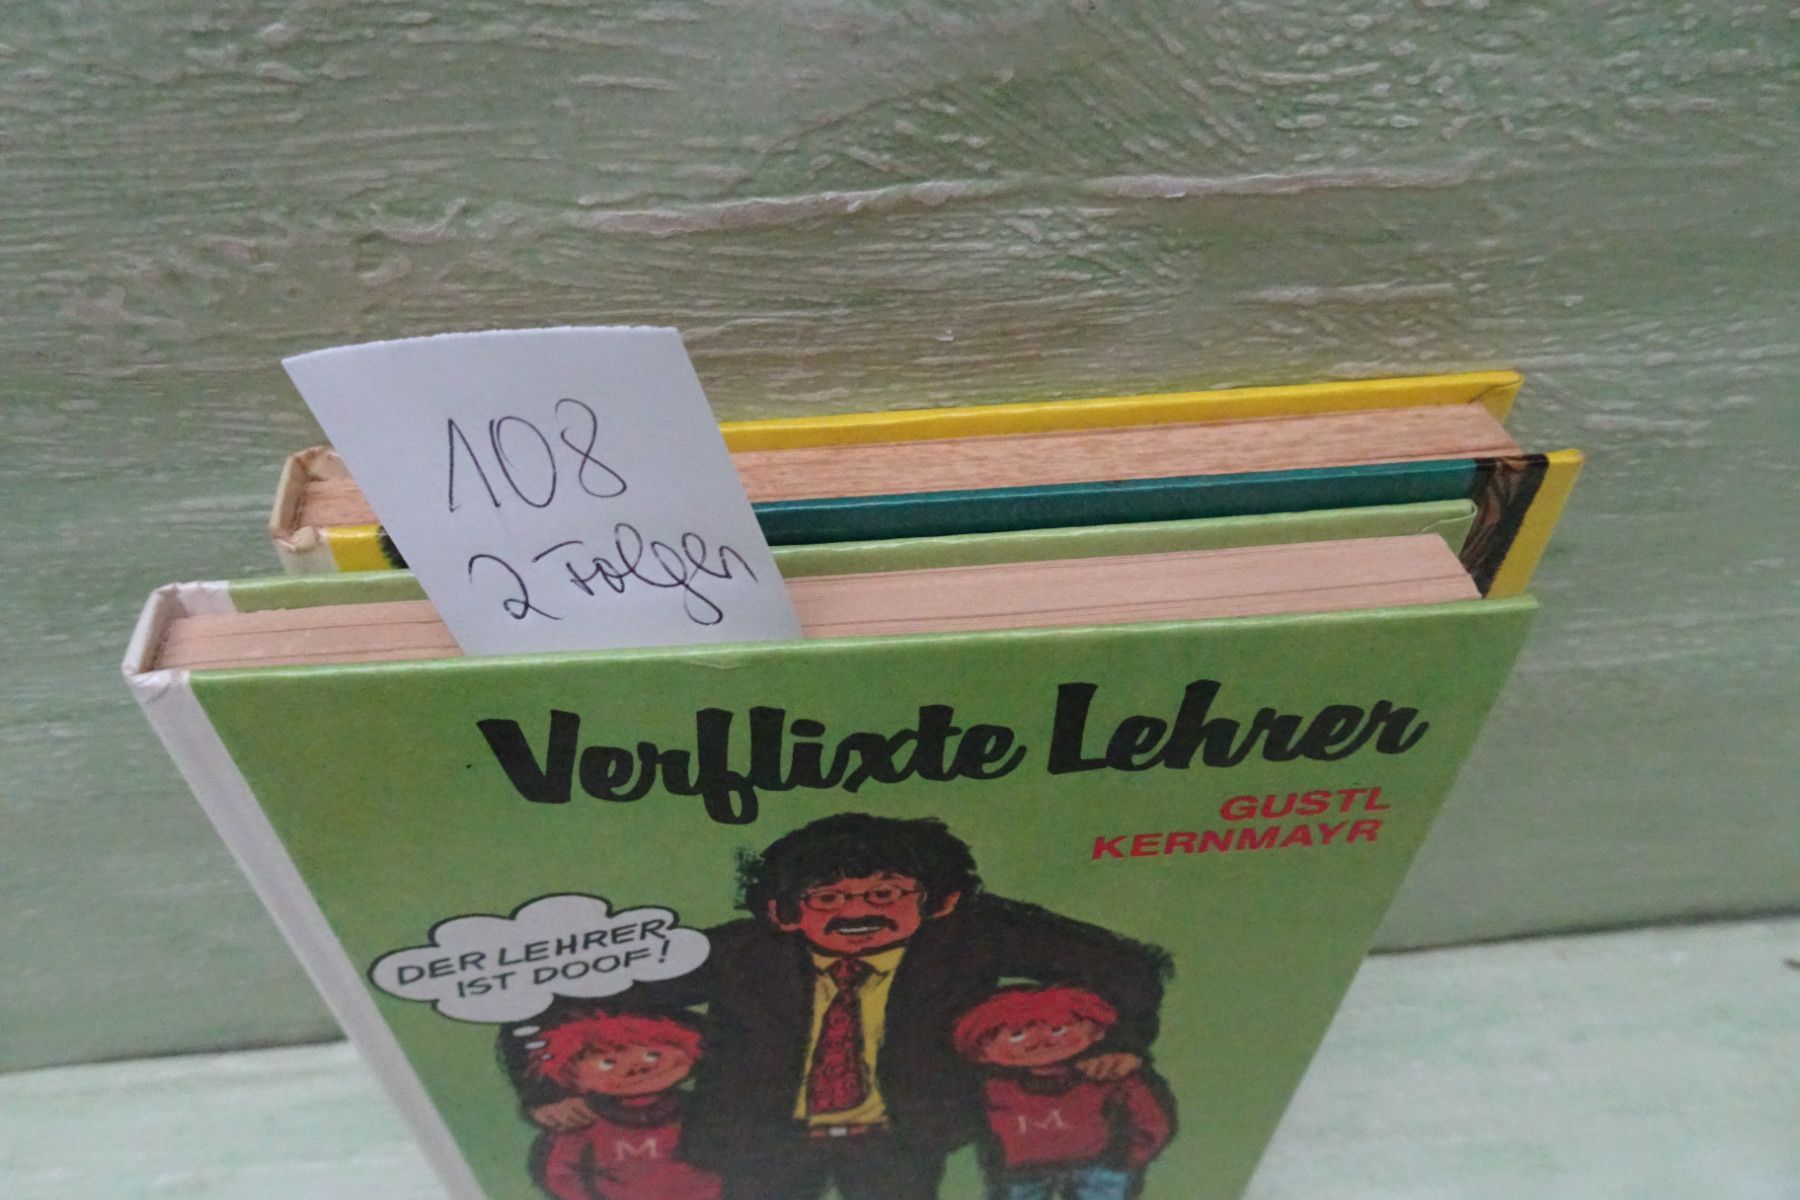 108
2 Folgen
Verflixte Lehrer
GUSTL
KERNMAYR
DER LEHRER
IST DOOF!
M
M